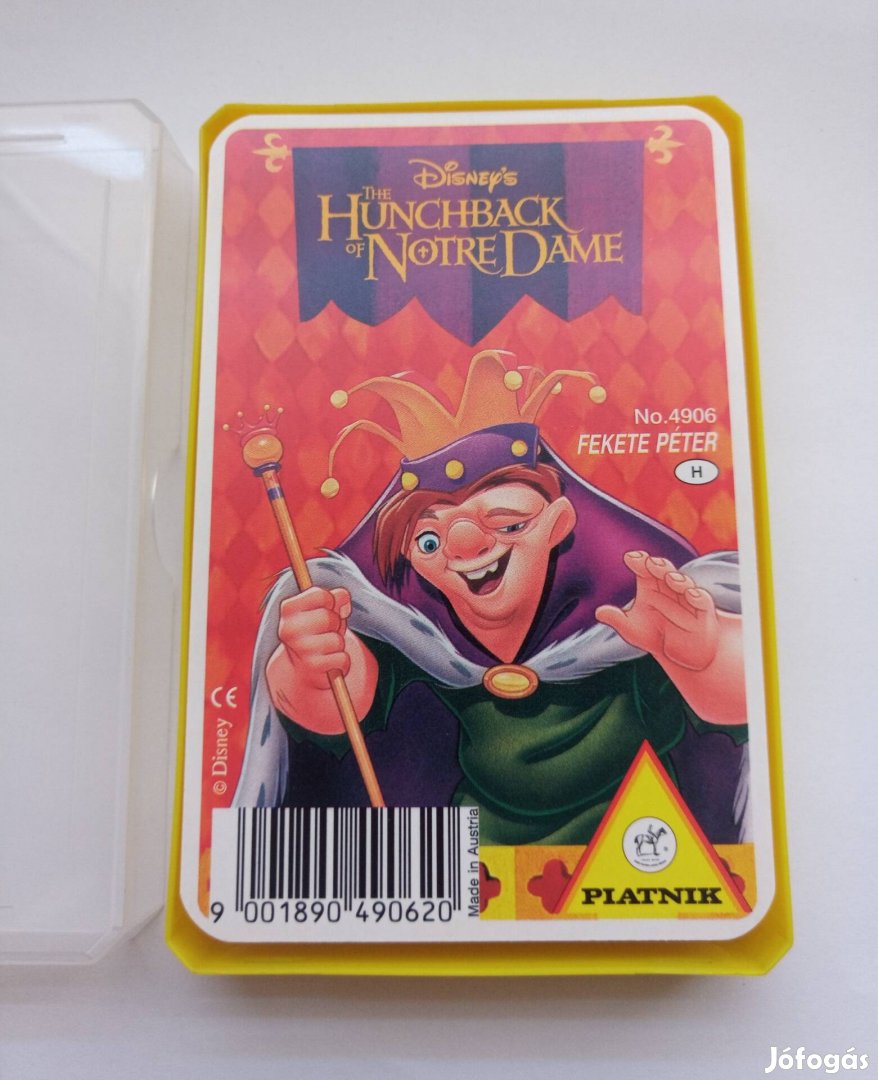 Disney's
THE
HUNCHBACK
OF NOTRE DAME
No.4906
FEKETE PÉTER
H
© Disney CE
Made in Austria
9 001890 490620
PIATNIK
®
Jófogás